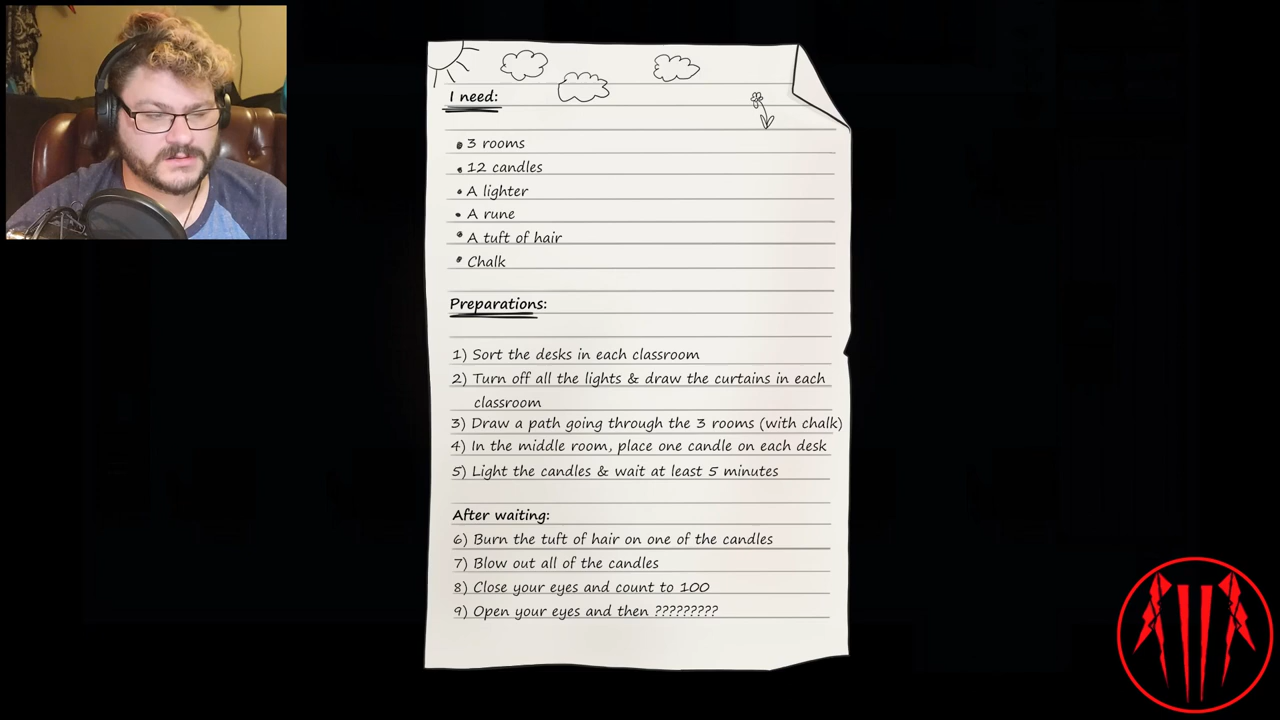 I need:
• 3 rooms
• 12 candles
• A lighter
• A rune
• A tuft of hair
• Chalk
Preparations:
1) Sort the desks in each classroom
2) Turn off all the lights & draw the curtains in each
classroom
3) Draw a path going through the 3 rooms (with chalk)
4) In the middle room, place one candle on each desk
5) Light the candles & wait at least 5 minutes
After waiting:
6) Burn the tuft of hair on one of the candles
7) Blow out all of the candles
8) Close your eyes and count to 100
9) Open your eyes and then ?????????